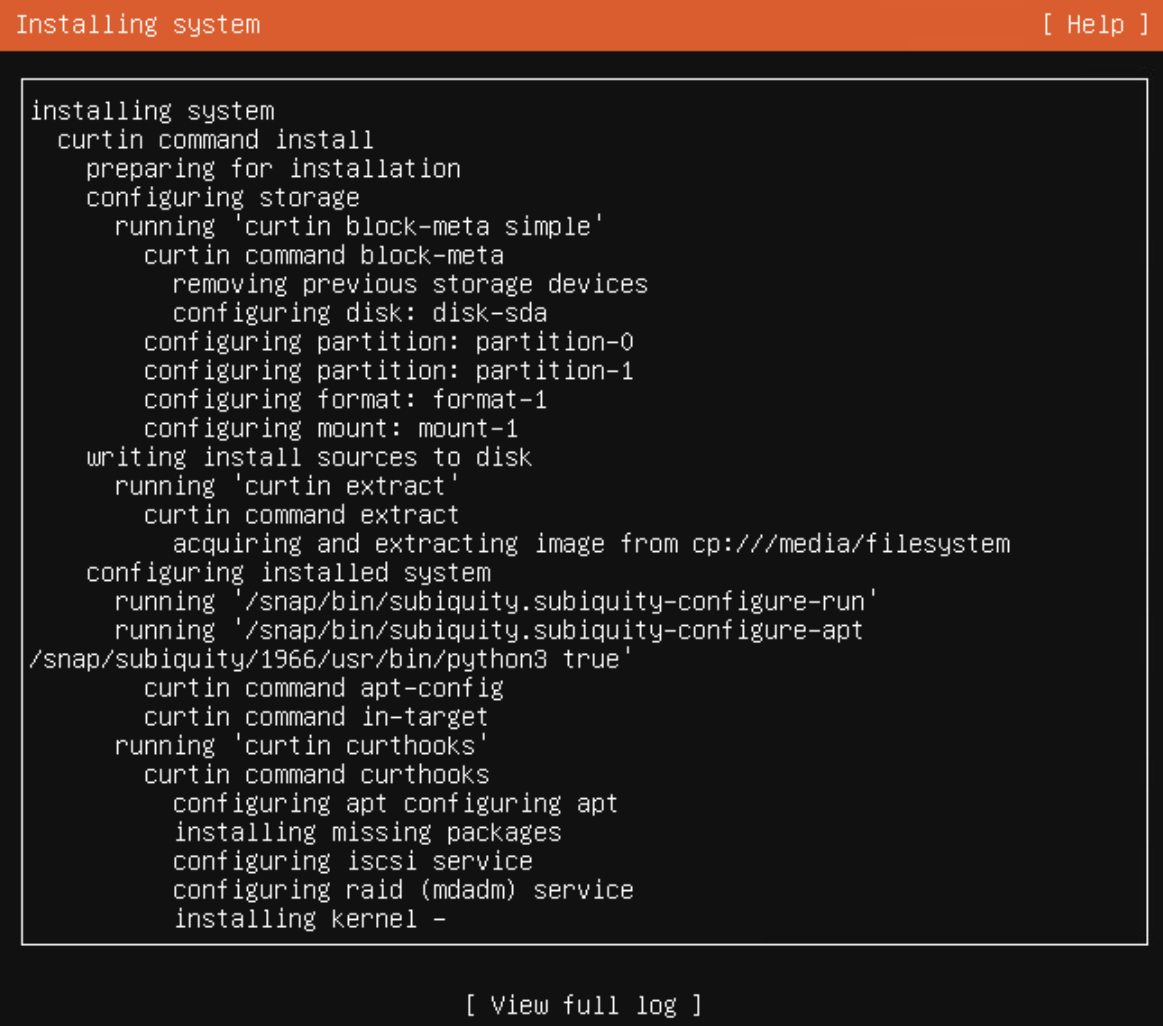 Installing system [ Help ]
installing system
curtin command install
preparing for installation
configuring storage
running 'curtin block-meta simple'
curtin command block-meta
removing previous storage devices
configuring disk: disk-sda
configuring partition: partition-0
configuring partition: partition-1
configuring format: format-1
configuring mount: mount-1
writing install sources to disk
running 'curtin extract'
curtin command extract
acquiring and extracting image from cp:///media/filesystem
configuring installed system
running '/snap/bin/subiquity.subiquity-configure-run'
running '/snap/bin/subiquity.subiquity-configure-apt
/snap/subiquity/1966/usr/bin/python3 true'
curtin command apt-config
curtin command in-target
running 'curtin curthooks'
curtin command curthooks
configuring apt configuring apt
installing missing packages
configuring iscsi service
configuring raid (mdadm) service
installing kernel -
[ View full log ]